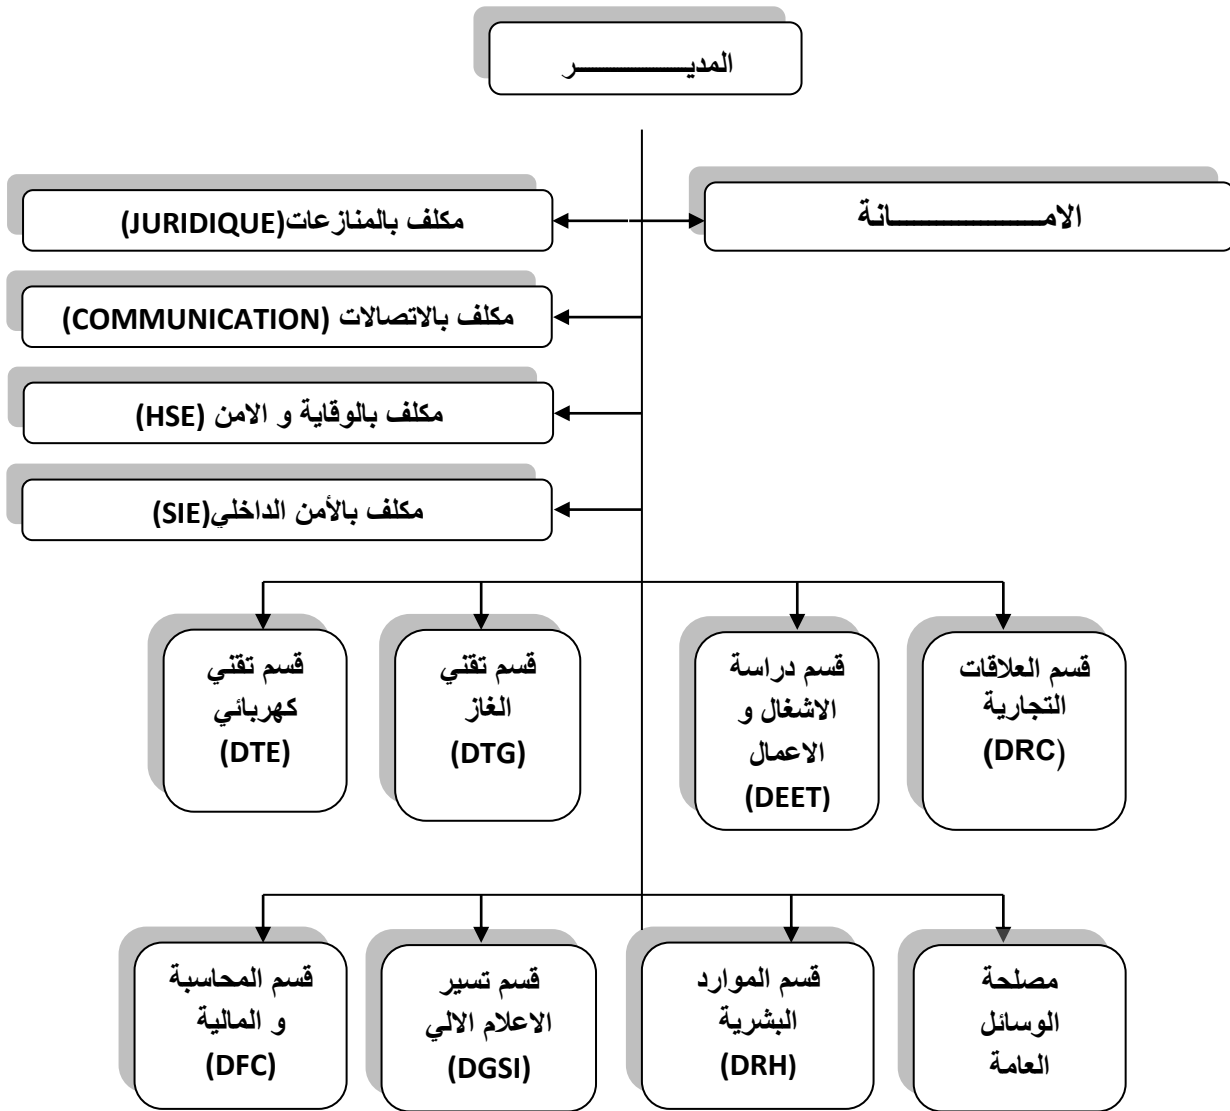 المديـــــــــــــر
الامـــــــــــــــانة
مكلف بالمنازعات(JURIDIQUE)
مكلف بالاتصالات (COMMUNICATION)
مكلف بالوقاية و الامن (HSE)
مكلف بالأمن الداخلي(SIE)
قسم العلاقات
التجارية
(DRC)
قسم دراسة
الاشغال و
الاعمال
(DEET)
قسم تقني
الغاز
(DTG)
قسم تقني
كهربائي
(DTE)
مصلحة
الوسائل
العامة
قسم الموارد
البشرية
(DRH)
قسم تسير
الاعلام الالي
(DGSI)
قسم المحاسبة
و المالية
(DFC)